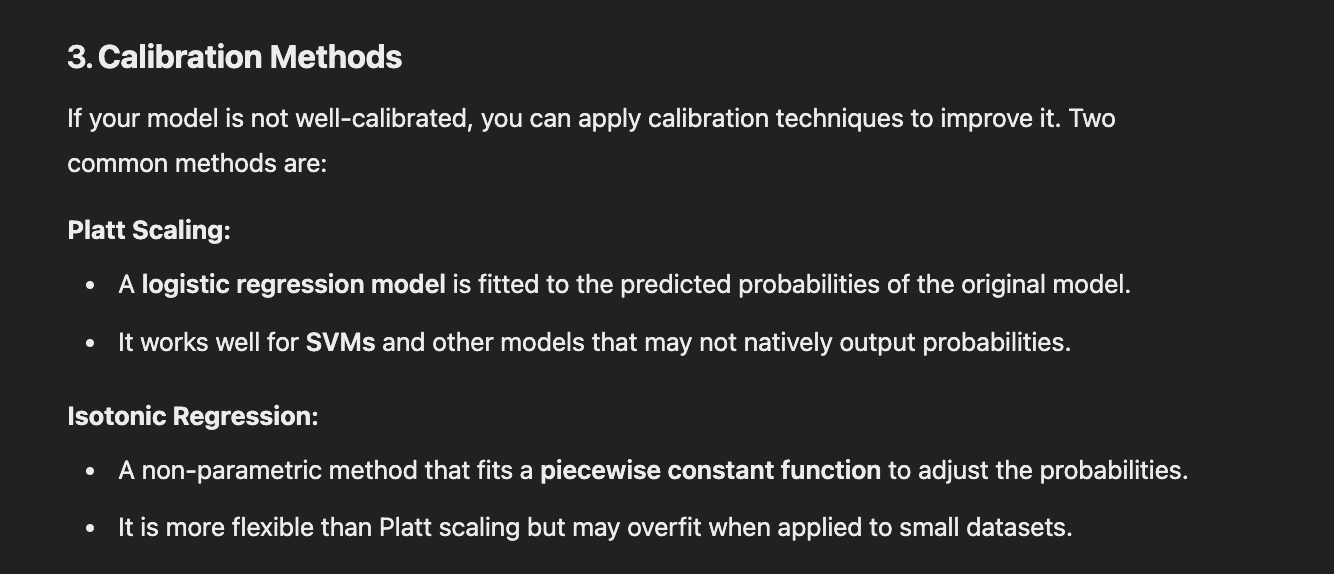 3. Calibration Methods
If your model is not well-calibrated, you can apply calibration techniques to improve it. Two
common methods are:
Platt Scaling:
• A logistic regression model is fitted to the predicted probabilities of the original model.
• It works well for SVMs and other models that may not natively output probabilities.
Isotonic Regression:
• A non-parametric method that fits a piecewise constant function to adjust the probabilities.
• It is more flexible than Platt scaling but may overfit when applied to small datasets.